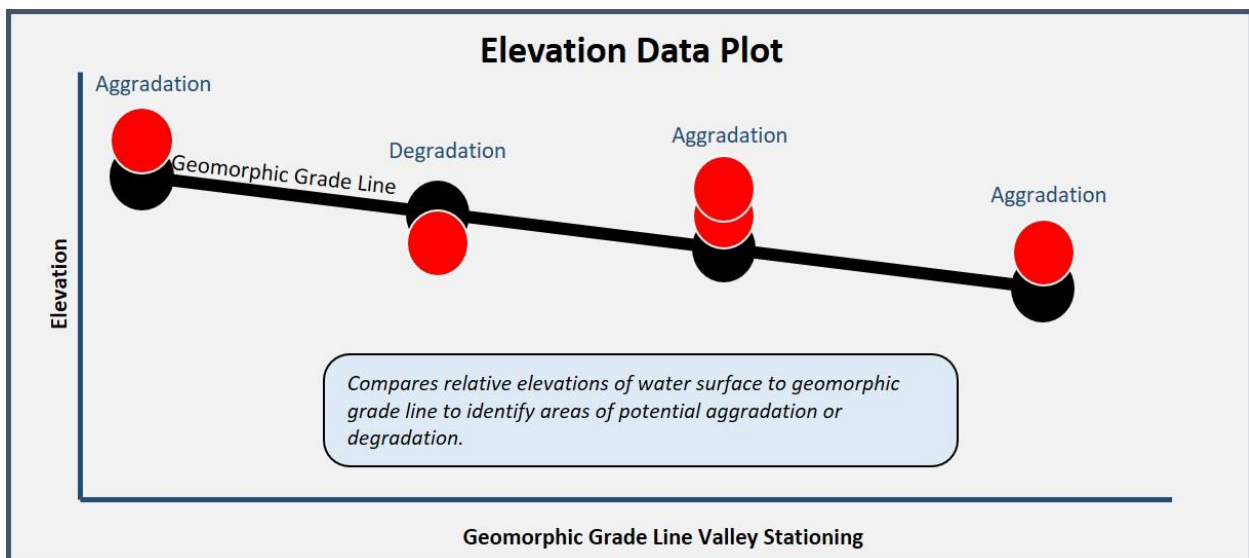 Elevation Data Plot
Aggradation
Geomorphic Grade Line
Degradation
Aggradation
Aggradation
Elevation
Compares relative elevations of water surface to geomorphic
grade line to identify areas of potential aggradation or
degradation.
Geomorphic Grade Line Valley Stationing